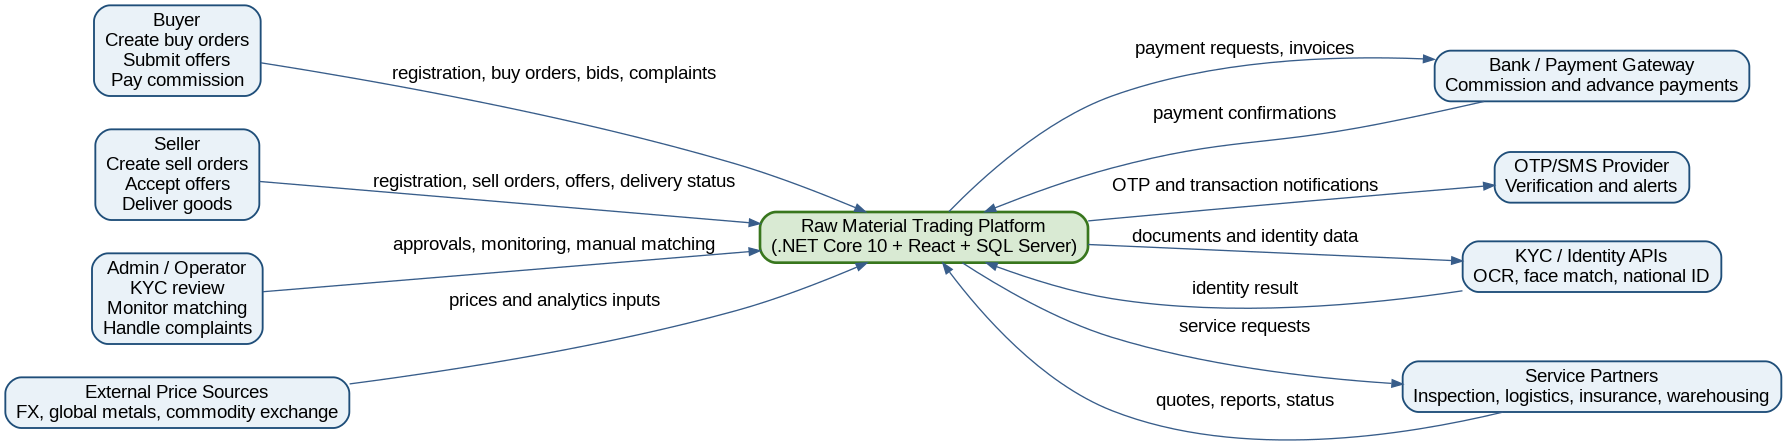 Buyer
Create buy orders
Submit offers
Pay commission
registration, buy orders, bids, complaints
Seller
Create sell orders
Accept offers
Deliver goods
registration, sell orders, offers, delivery status
Admin / Operator
KYC review
Monitor matching
Handle complaints
approvals, monitoring, manual matching
External Price Sources
FX, global metals, commodity exchange
prices and analytics inputs
Raw Material Trading Platform
(.NET Core 10 + React + SQL Server)
payment requests, invoices
payment confirmations
Bank / Payment Gateway
Commission and advance payments
OTP and transaction notifications
OTP/SMS Provider
Verification and alerts
documents and identity data
identity result
KYC / Identity APIs
OCR, face match, national ID
service requests
quotes, reports, status
Service Partners
Inspection, logistics, insurance, warehousing